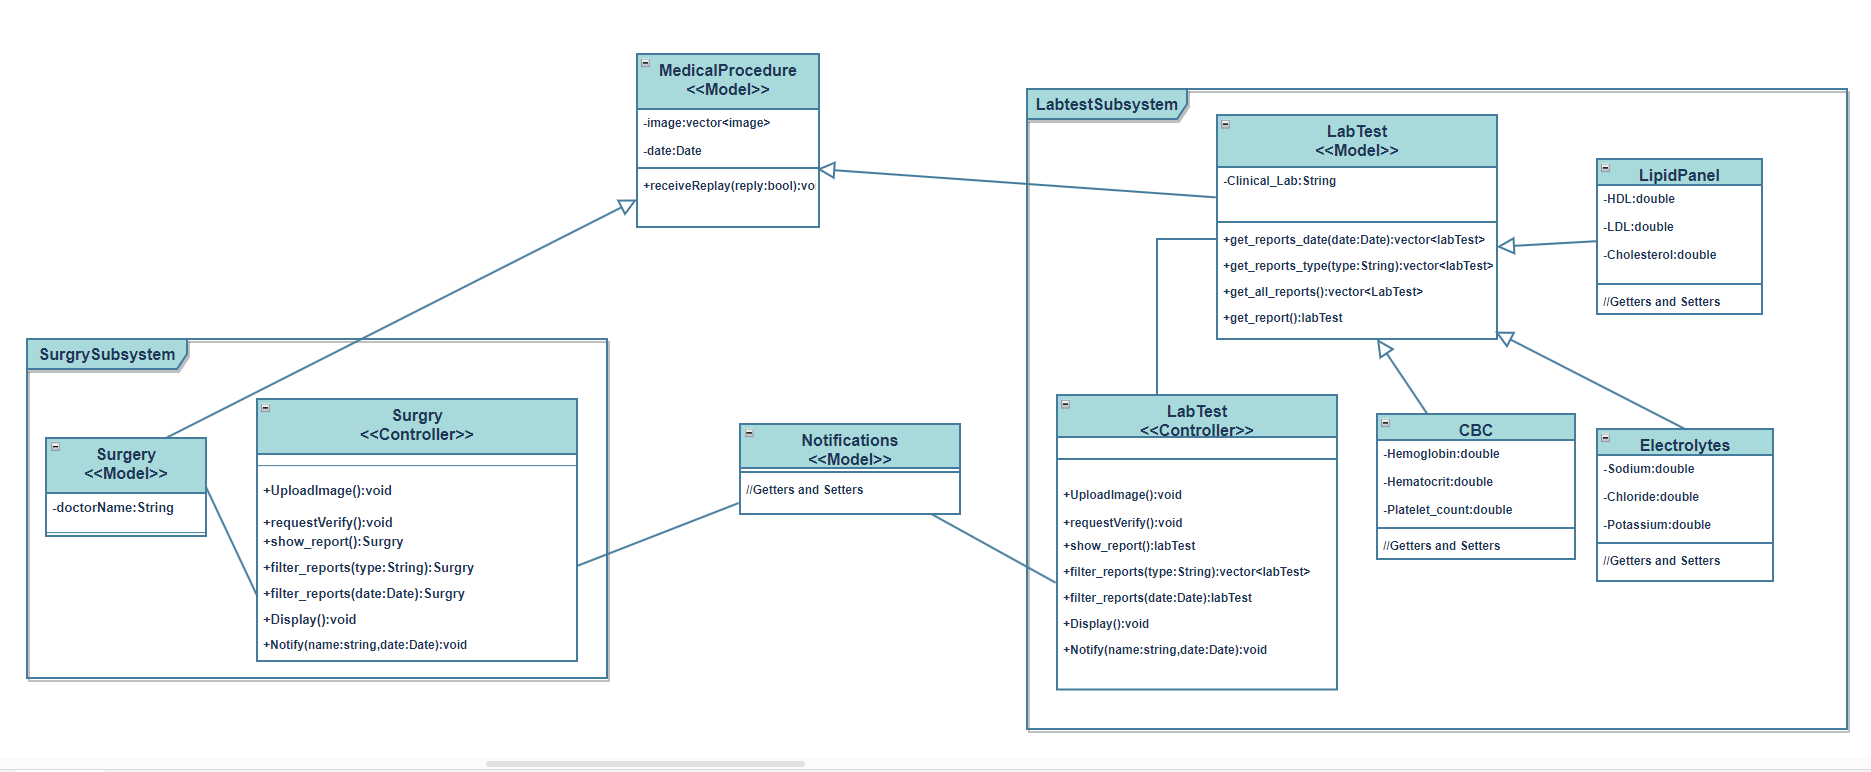 MedicalProcedure
<<Model>>
-image:vector<image>
-date:Date
+receiveReplay(reply:bool):vo
LabtestSubsystem
LabTest
<<Model>>
-Clinical_Lab:String
+get_reports_date(date:Date):vector<labTest>
+get_reports_type(type:String):vector<labTest>
+get_all_reports():vector<LabTest>
+get_report():labTest
LipidPanel
-HDL:double
-LDL:double
-Cholesterol:double
//Getters and Setters
SurgrySubsystem
Surgery
<<Model>>
-doctorName:String
Surgry
<<Controller>>
+UploadImage():void
+requestVerify():void
+show_report():Surgry
+filter_reports(type:String):Surgry
+filter_reports(date:Date):Surgry
+Display():void
+Notify(name:string,date:Date):void
Notifications
<<Model>>
//Getters and Setters
LabTest
<<Controller>>
+UploadImage():void
+requestVerify():void
+show_report():labTest
+filter_reports(type:String):vector<labTest>
+filter_reports(date:Date):labTest
+Display():void
+Notify(name:string,date:Date):void
CBC
-Hemoglobin:double
-Hematocrit:double
-Platelet_count:double
//Getters and Setters
Electrolytes
-Sodium:double
-Chloride:double
-Potassium:double
//Getters and Setters